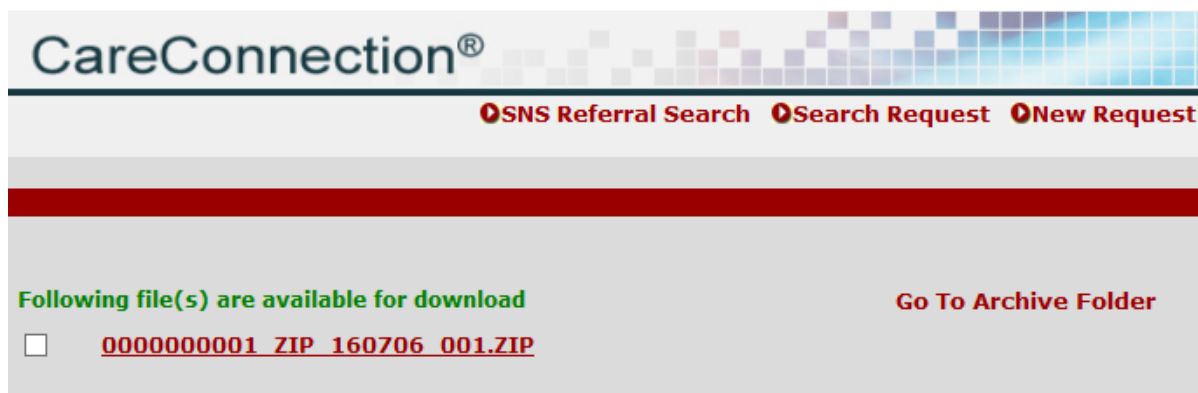 CareConnection®
SNS Referral Search Search Request New Request
Following file(s) are available for download
Go To Archive Folder
0000000001_ZIP_160706_001.ZIP